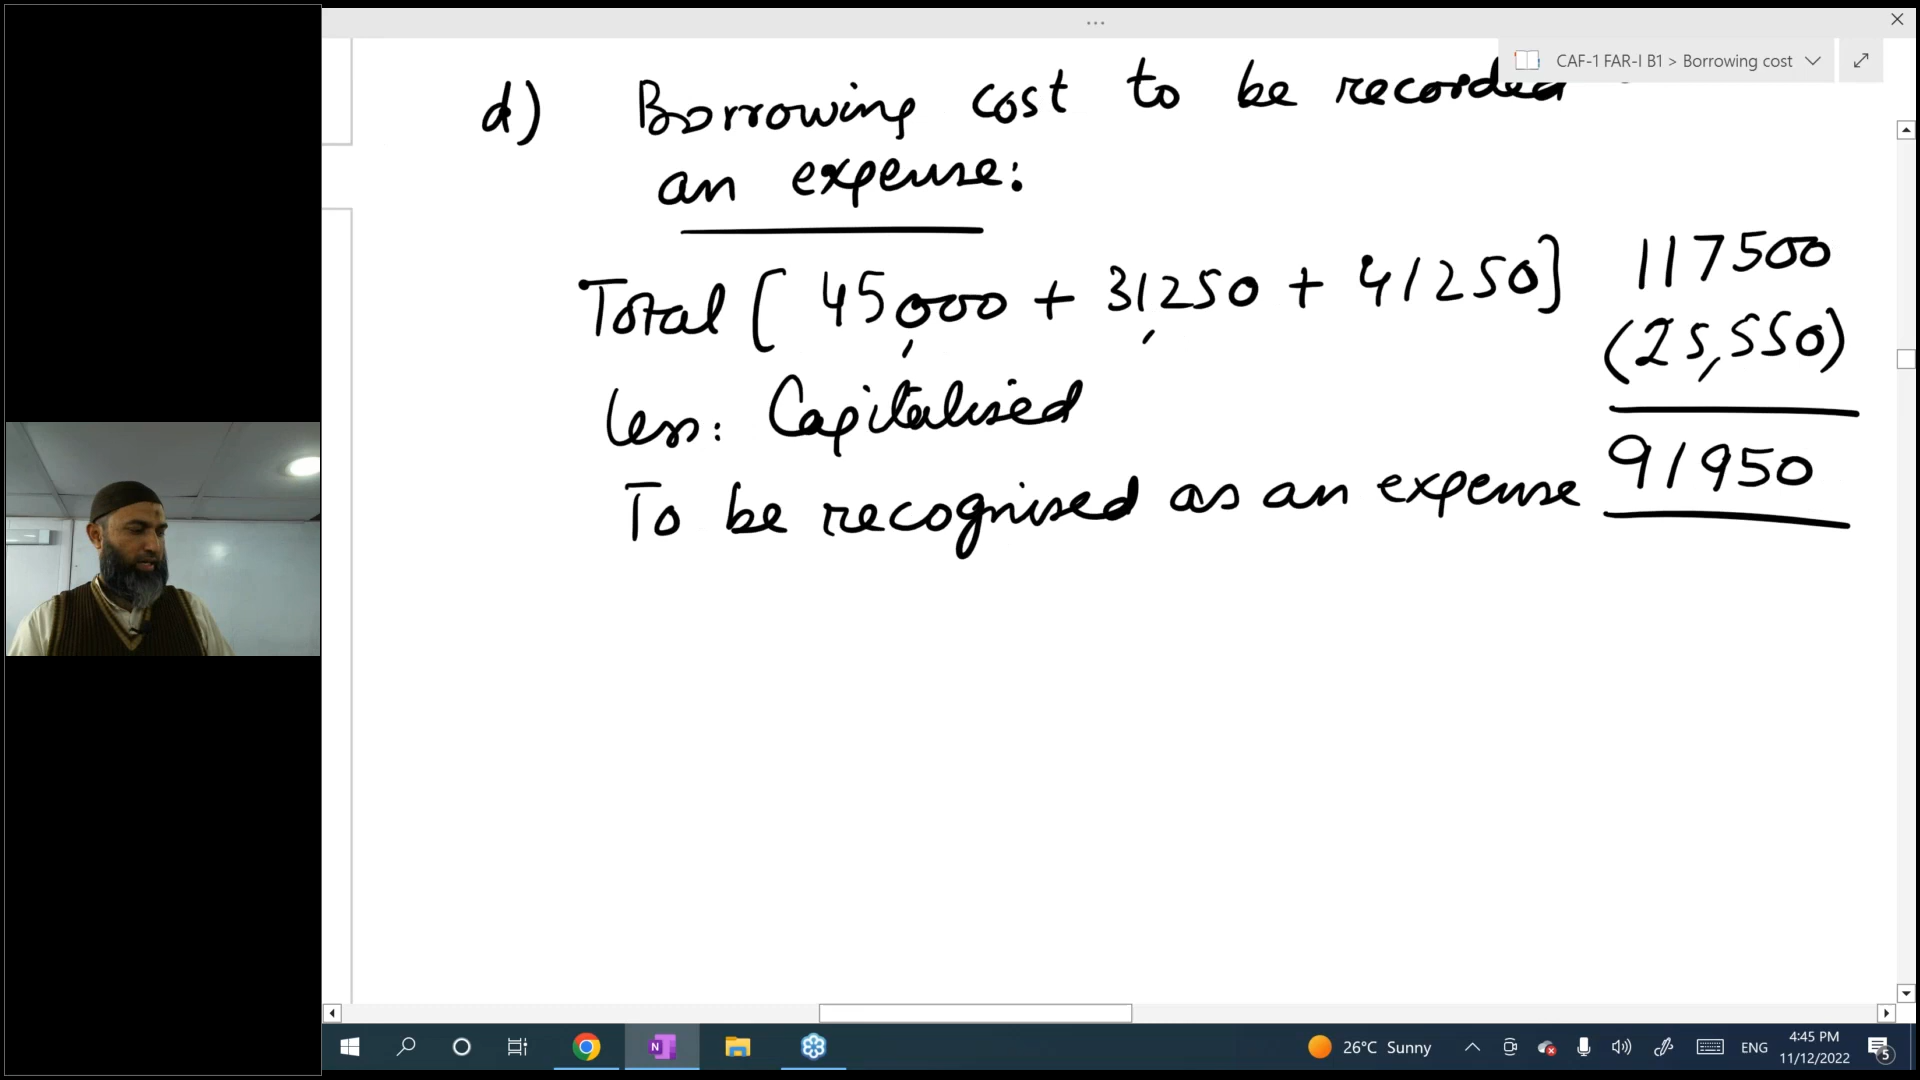 CAF-1 FAR-I B1 > Borrowing cost
d) Borrowing cost to be recorded
an expense:
Total [ 45,000 + 31,250 + 41250] 117500
Less: Capitalised (25,550)
To be recognised as an expense 91950
N
26°C Sunny
ENG
4:45 PM
11/12/2022
5